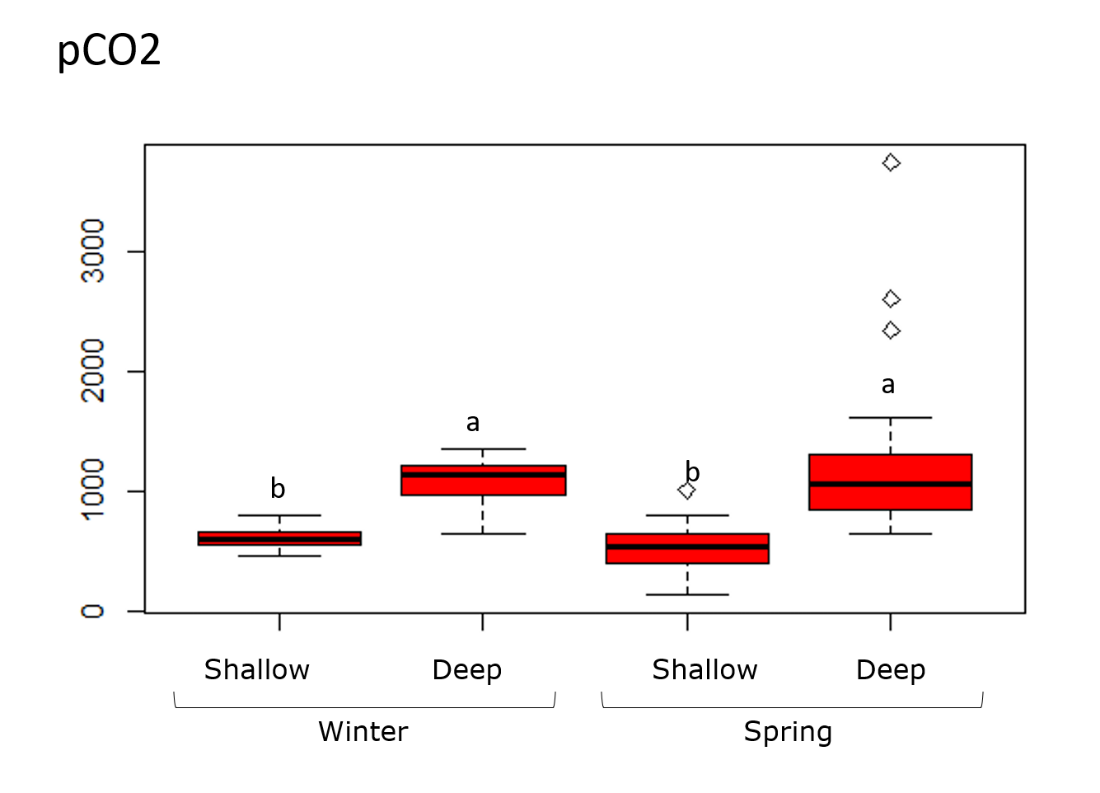 pCO2
3000
2000
a
a
b
b
1000
0
Shallow Deep Shallow Deep
Winter Spring